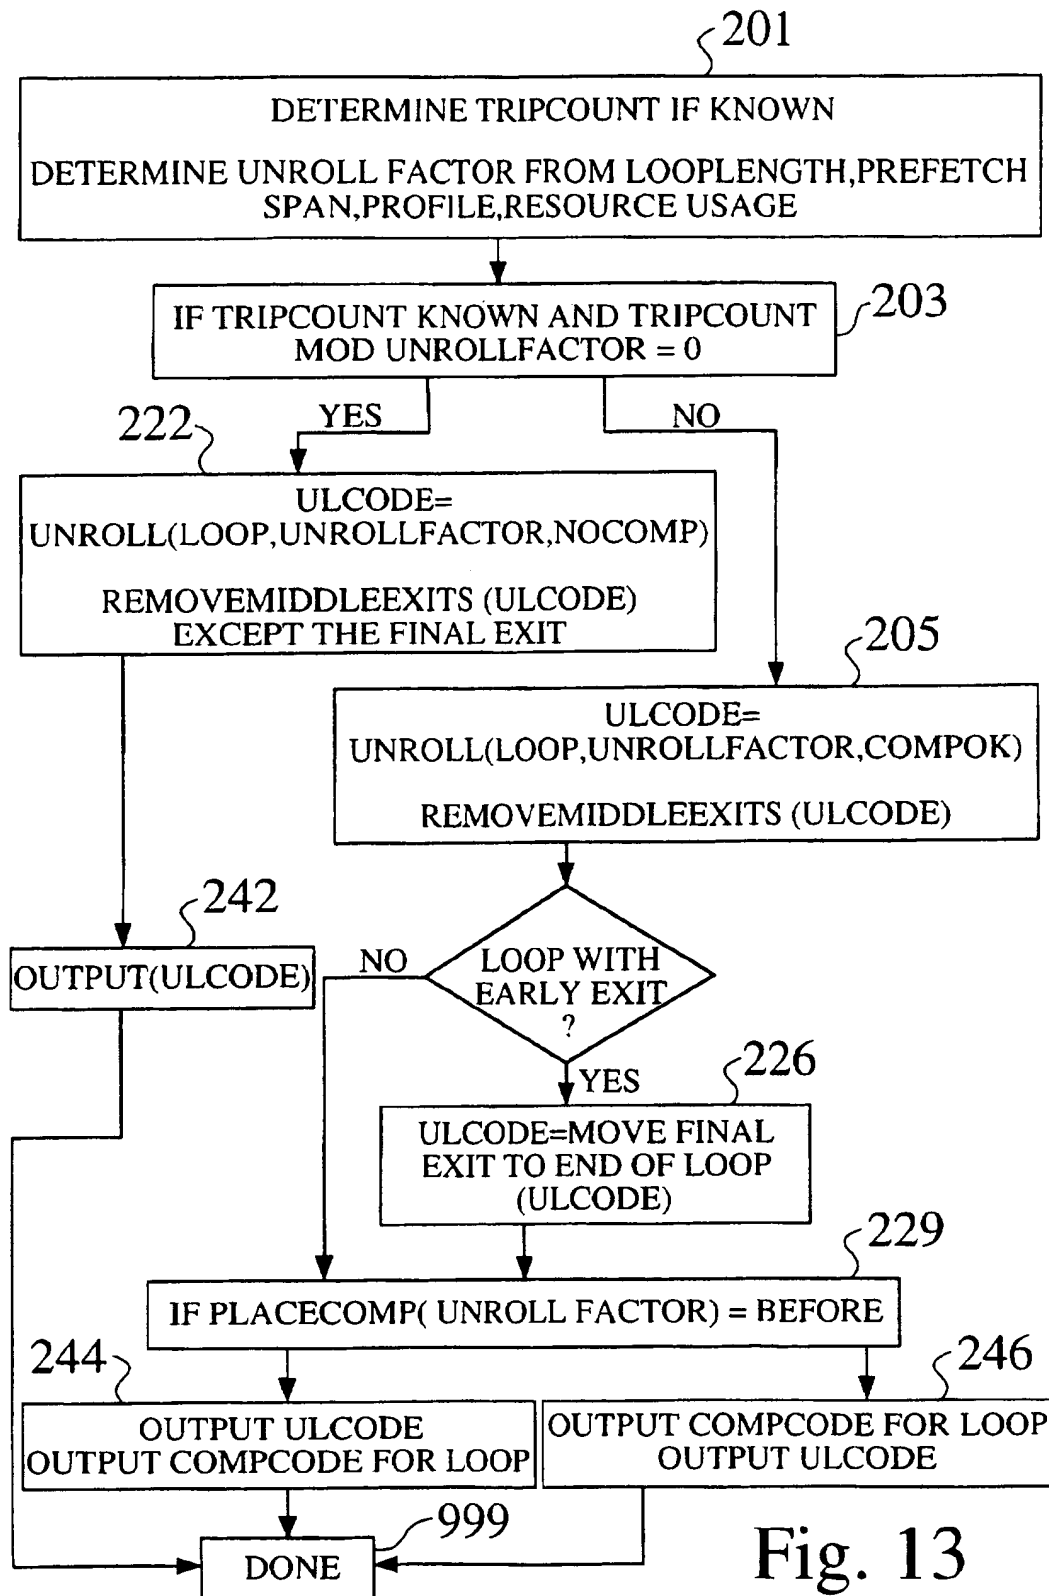 201
DETERMINE TRIPCOUNT IF KNOWN
DETERMINE UNROLL FACTOR FROM LOOPLENGTH,PREFETCH
SPAN,PROFILE,RESOURCE USAGE
IF TRIPCOUNT KNOWN AND TRIPCOUNT
MOD UNROLLFACTOR = 0
203
YES
NO
222
ULCODE=
UNROLL(LOOP,UNROLLFACTOR,NOCOMP)
REMOVEMIDDLEEXITS (ULCODE)
EXCEPT THE FINAL EXIT
205
ULCODE=
UNROLL(LOOP,UNROLLFACTOR,COMPOK)
REMOVEMIDDLEEXITS (ULCODE)
242
OUTPUT(ULCODE)
NO
LOOP WITH
EARLY EXIT
?
YES
226
ULCODE=MOVE FINAL
EXIT TO END OF LOOP
(ULCODE)
229
IF PLACECOMP( UNROLL FACTOR) = BEFORE
244
OUTPUT ULCODE
OUTPUT COMPCODE FOR LOOP
246
OUTPUT COMPCODE FOR LOOP
OUTPUT ULCODE
999
DONE
Fig. 13